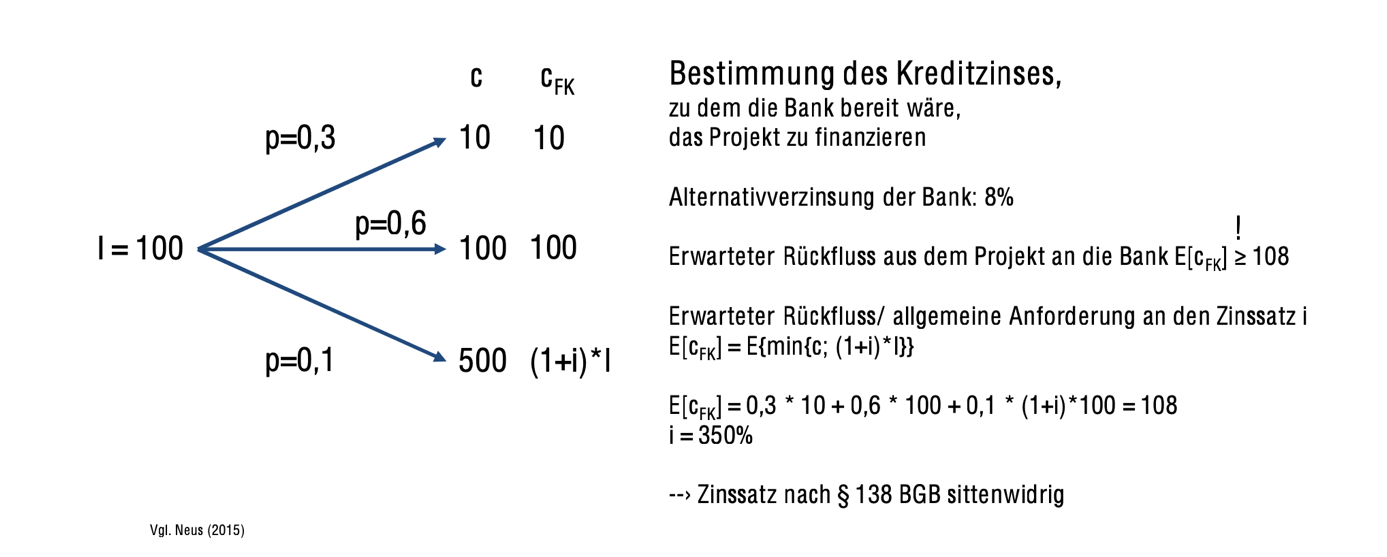 c c_FK
p=0,3 10 10
p=0,6
I = 100 100 100
p=0,1 500 (1+i)*I
Bestimmung des Kreditzinses,
zu dem die Bank bereit wäre,
das Projekt zu finanzieren
Alternativverzinsung der Bank: 8%
!
Erwarteter Rückfluss aus dem Projekt an die Bank E[c_FK] ≥ 108
Erwarteter Rückfluss/ allgemeine Anforderung an den Zinssatz i
E[c_FK] = E{min{c; (1+i)*I}}
E[c_FK] = 0,3 * 10 + 0,6 * 100 + 0,1 * (1+i)*100 = 108
i = 350%
--› Zinssatz nach § 138 BGB sittenwidrig
Vgl. Neus (2015)